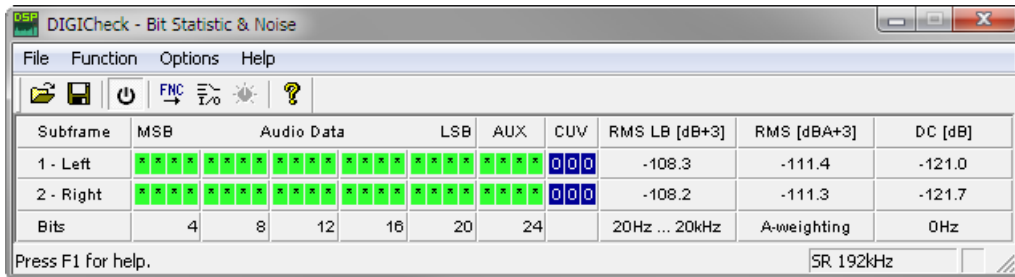 DSP DIGICheck - Bit Statistic & Noise
File Function Options Help
FNC I/o ?
Subframe MSB Audio Data LSB AUX CUV RMS LB [dB+3] RMS [dBA+3] DC [dB]
1 - Left * * * * * * * * * * * * * * * * * * * * * * * * 0 0 0 -108.3 -111.4 -121.0
2 - Right * * * * * * * * * * * * * * * * * * * * * * * * 0 0 0 -108.2 -111.3 -121.7
Bits 4 8 12 16 20 24 20Hz ... 20kHz A-weighting 0Hz
Press F1 for help. SR 192kHz